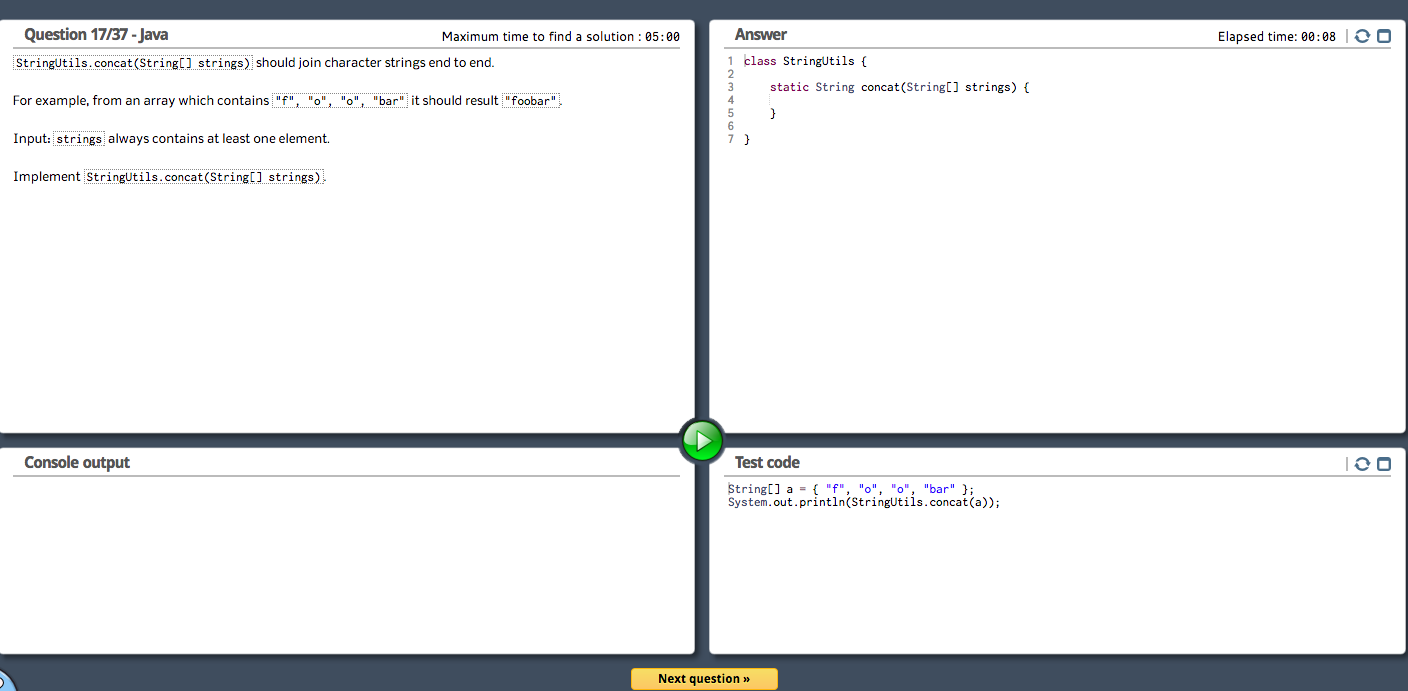 Question 17/37 - Java
Maximum time to find a solution : 05:00
StringUtils.concat(String[] strings) should join character strings end to end.
For example, from an array which contains "f", "o", "o", "bar" it should result "foobar".
Input: strings always contains at least one element.
Implement StringUtils.concat(String[] strings).
Answer
Elapsed time: 00:08
1 class StringUtils {
2
3 static String concat(String[] strings) {
4
5 }
6
7 }
Console output
Test code
String[] a = { "f", "o", "o", "bar" };
System.out.println(StringUtils.concat(a));
Next question »